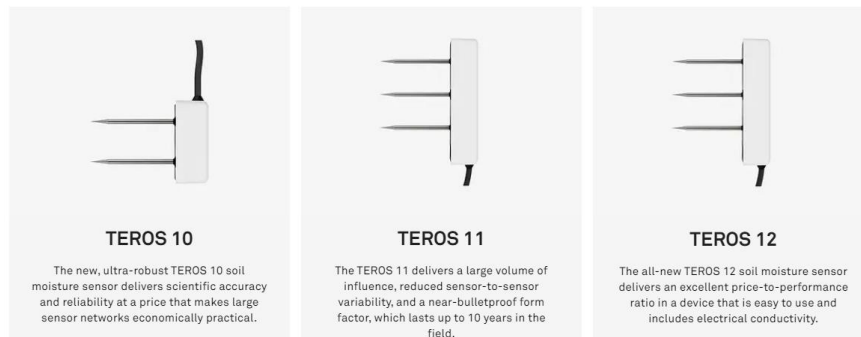 TEROS 10
The new, ultra-robust TEROS 10 soil
moisture sensor delivers scientific accuracy
and reliability at a price that makes large
sensor networks economically practical.
TEROS 11
The TEROS 11 delivers a large volume of
influence, reduced sensor-to-sensor
variability, and a near-bulletproof form
factor, which lasts up to 10 years in the
field.
TEROS 12
The all-new TEROS 12 soil moisture sensor
delivers an excellent price-to-performance
ratio in a device that is easy to use and
includes electrical conductivity.